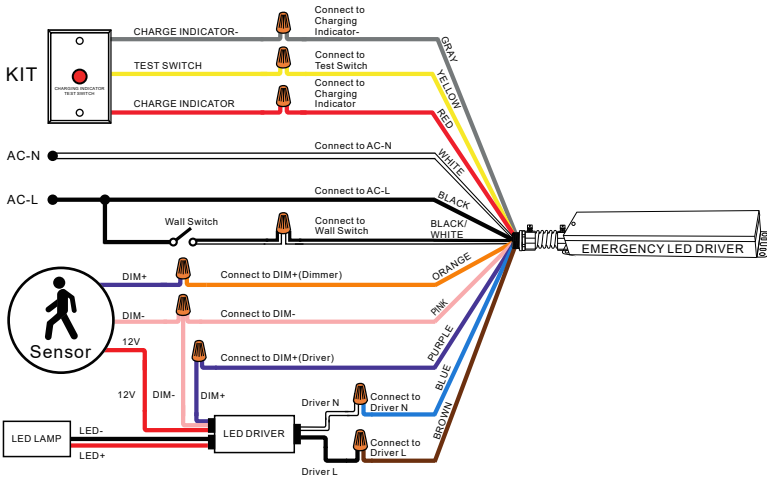 KIT
CHARGING INDICATOR
TEST SWITCH
CHARGE INDICATOR-
Connect to
Charging
Indicator-
GRAY
TEST SWITCH
Connect to
Test Switch
YELLOW
CHARGE INDICATOR
Connect to
Charging
Indicator
RED
AC-N
Connect to AC-N
WHITE
AC-L
Connect to AC-L
BLACK
Wall Switch
Connect to
Wall Switch
BLACK/
WHITE
EMERGENCY LED DRIVER
Sensor
DIM+
Connect to DIM+(Dimmer)
ORANGE
DIM-
Connect to DIM-
PINK
12V
Connect to DIM+(Driver)
PURPLE
12V
DIM-
DIM+
Driver N
Connect to
Driver N
BLUE
LED LAMP
LED-
LED+
LED DRIVER
Connect to
Driver L
BROWN
Driver L